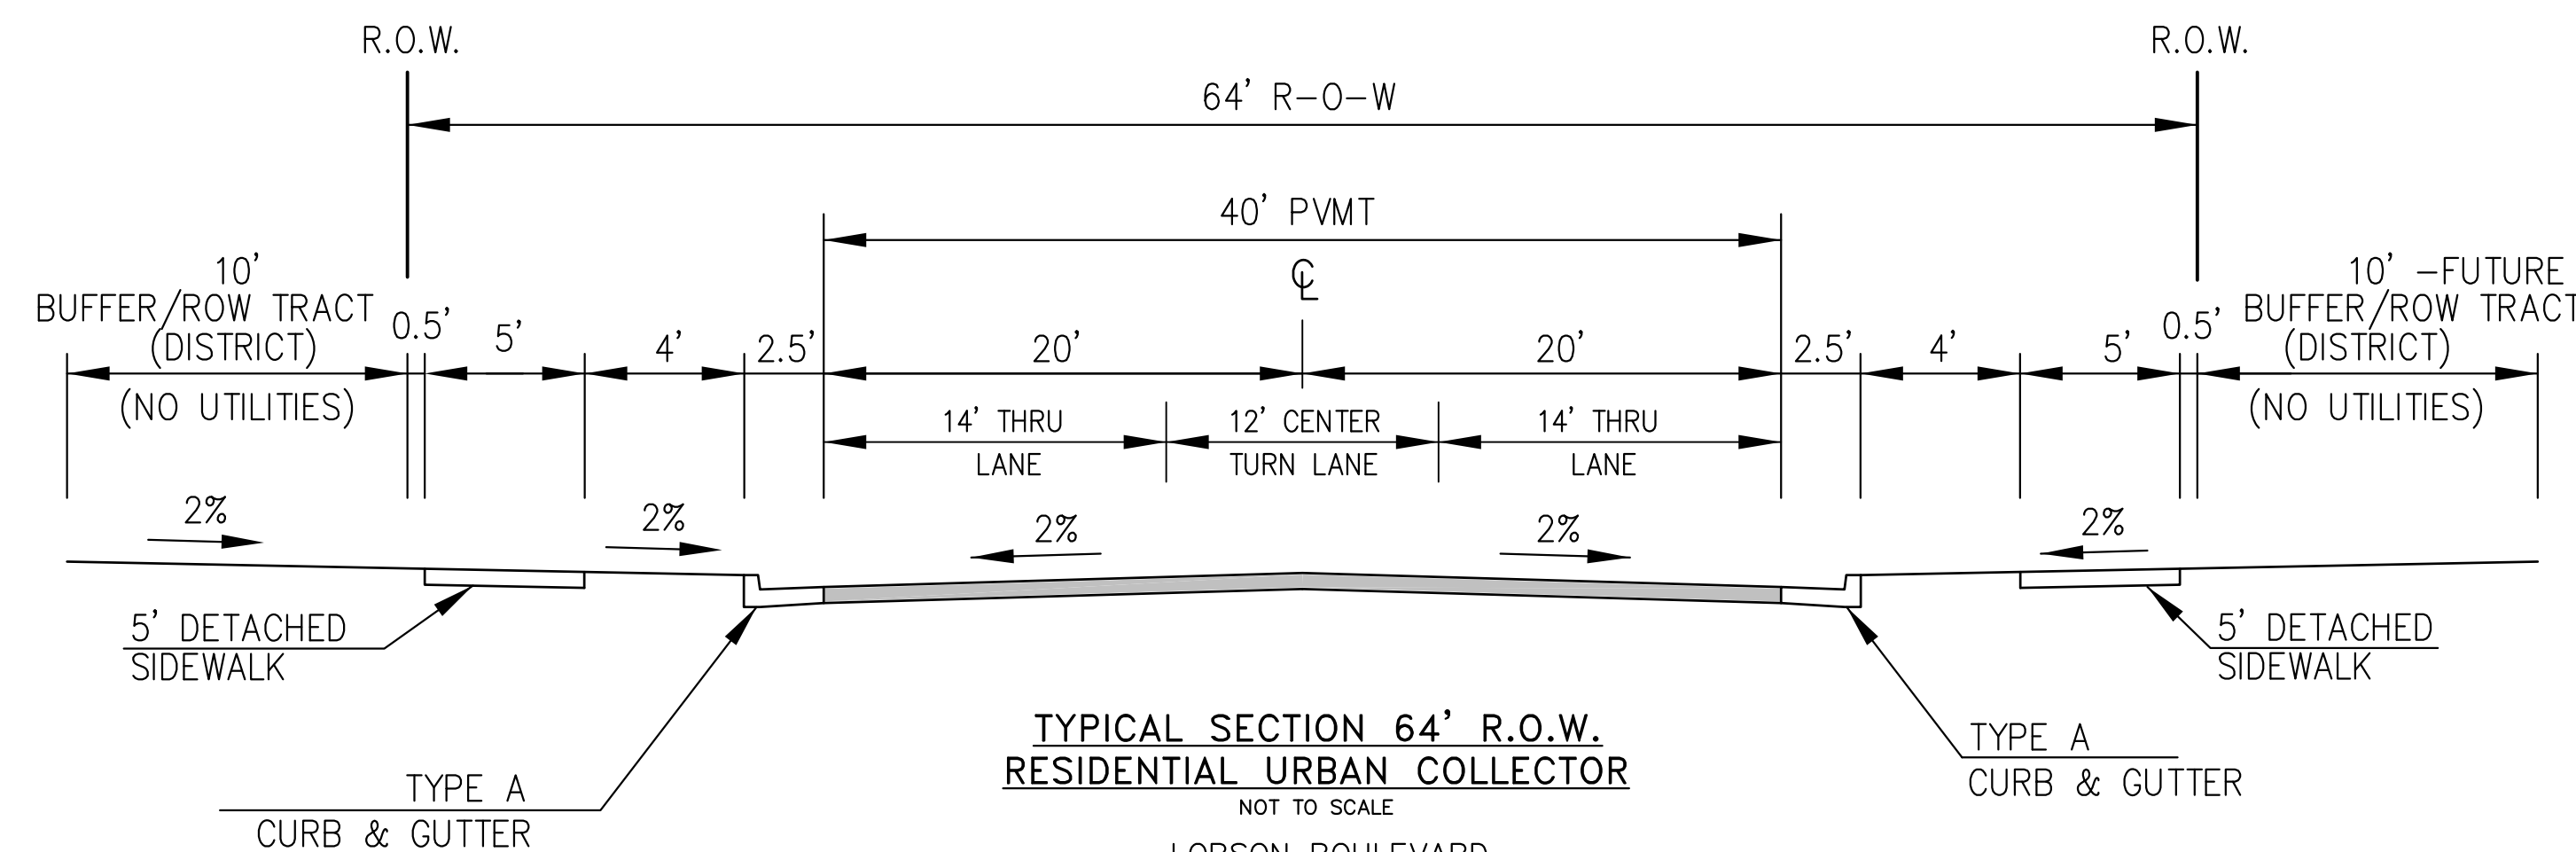 R.O.W.
R.O.W.
64' R-O-W
40' PVMT
℄
10'
BUFFER/ROW TRACT
(DISTRICT)
(NO UTILITIES)
0.5'
5'
4'
2.5'
20'
20'
2.5'
4'
5'
0.5'
10' -FUTURE
BUFFER/ROW TRACT
(DISTRICT)
(NO UTILITIES)
14' THRU
LANE
12' CENTER
TURN LANE
14' THRU
LANE
2%
2%
2%
2%
2%
5' DETACHED
SIDEWALK
5' DETACHED
SIDEWALK
TYPE A
CURB & GUTTER
TYPE A
CURB & GUTTER
TYPICAL SECTION 64' R.O.W.
RESIDENTIAL URBAN COLLECTOR
NOT TO SCALE
BOULEVARD